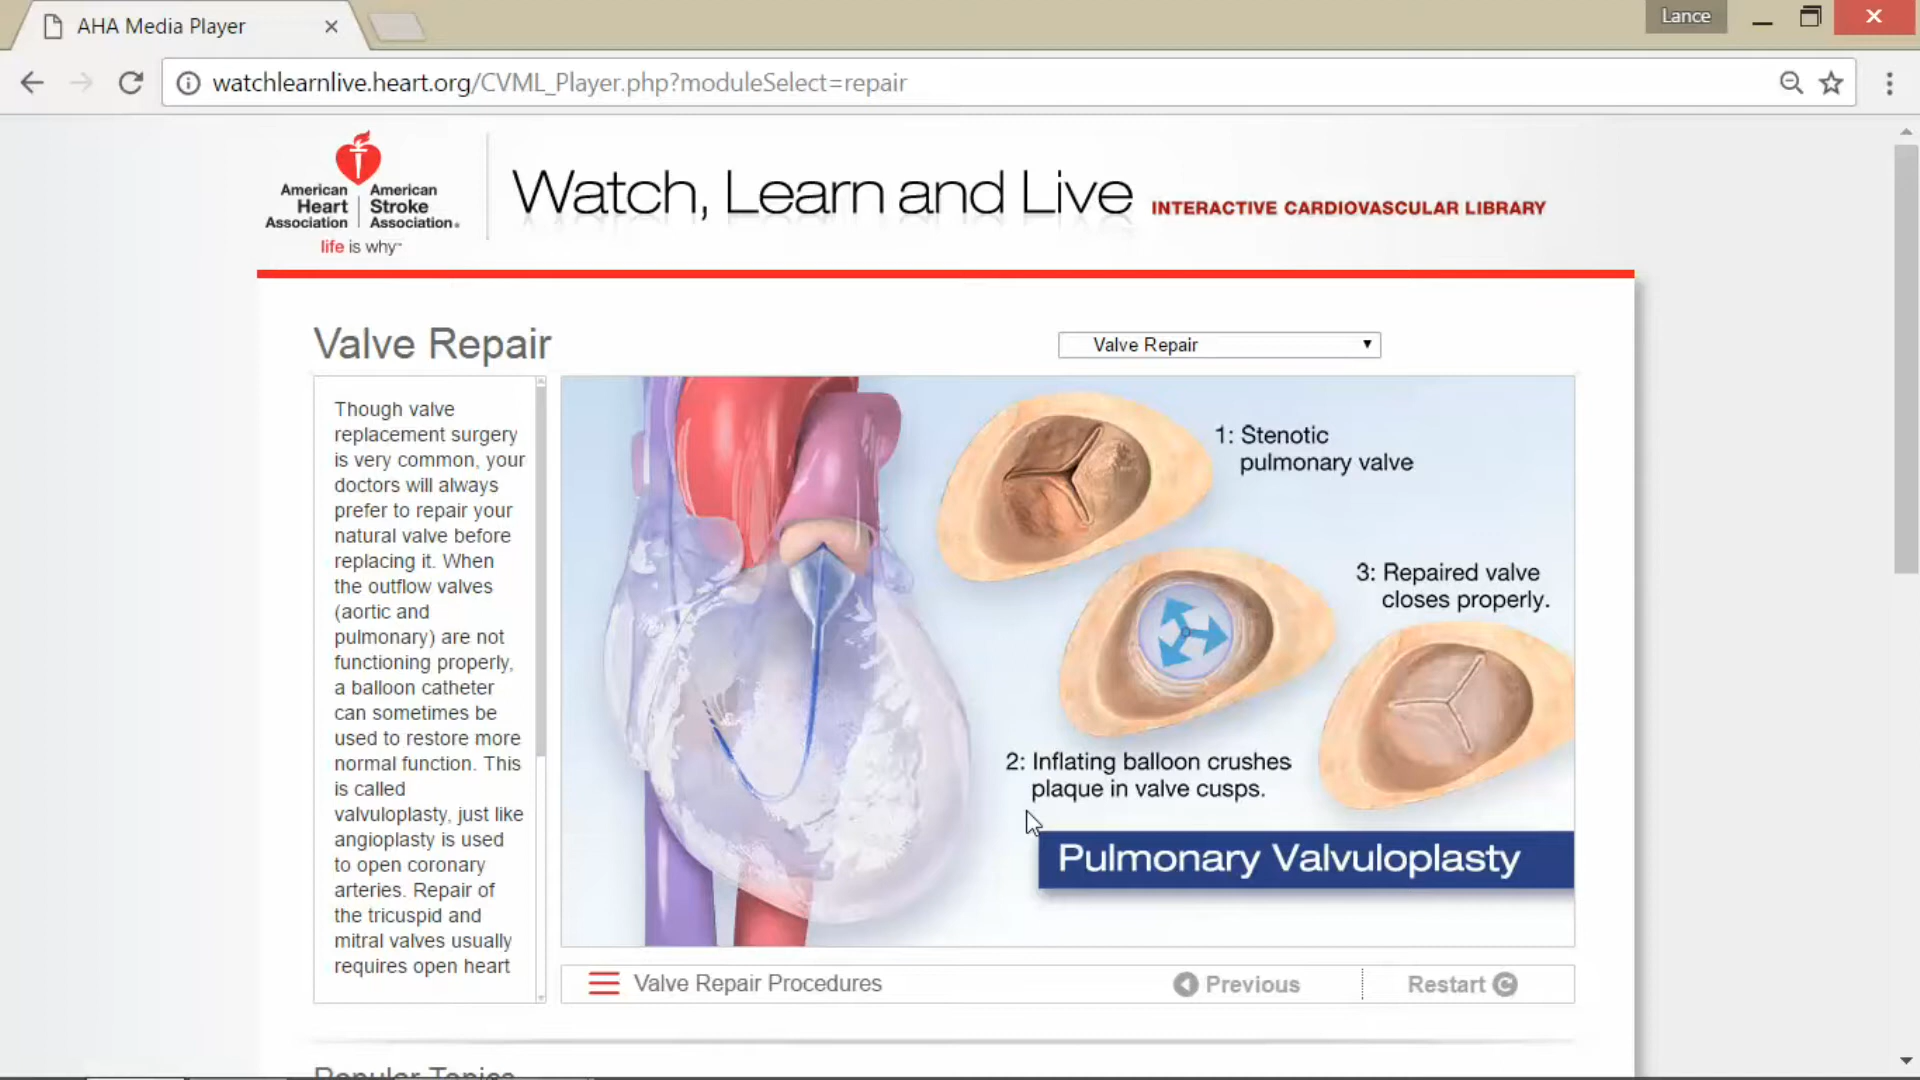 AHA Media Player
Lance
watchlearnlive.heart.org/CVML_Player.php?moduleSelect=repair
American American
Heart Stroke
Association Association®
life is why™
Watch, Learn and Live INTERACTIVE CARDIOVASCULAR LIBRARY
Valve Repair
Valve Repair
Though valve
replacement surgery
is very common, your
doctors will always
prefer to repair your
natural valve before
replacing it. When
the outflow valves
(aortic and
pulmonary) are not
functioning properly,
a balloon catheter
can sometimes be
used to restore more
normal function. This
is called
valvuloplasty, just like
angioplasty is used
to open coronary
arteries. Repair of
the tricuspid and
mitral valves usually
requires open heart
1: Stenotic
pulmonary valve
3: Repaired valve
closes properly.
2: Inflating balloon crushes
plaque in valve cusps.
Pulmonary Valvuloplasty
Valve Repair Procedures
Previous
Restart
Popular Topics